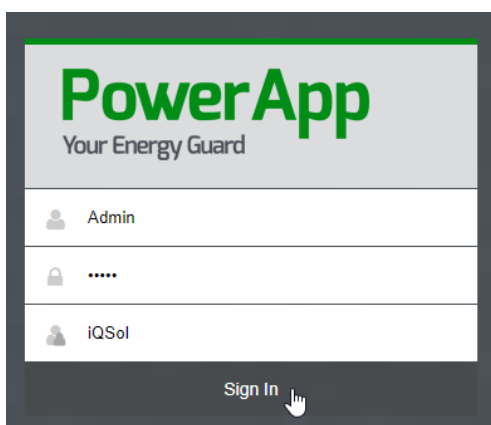 PowerApp
Your Energy Guard
Admin
•••••
iQSol
Sign In